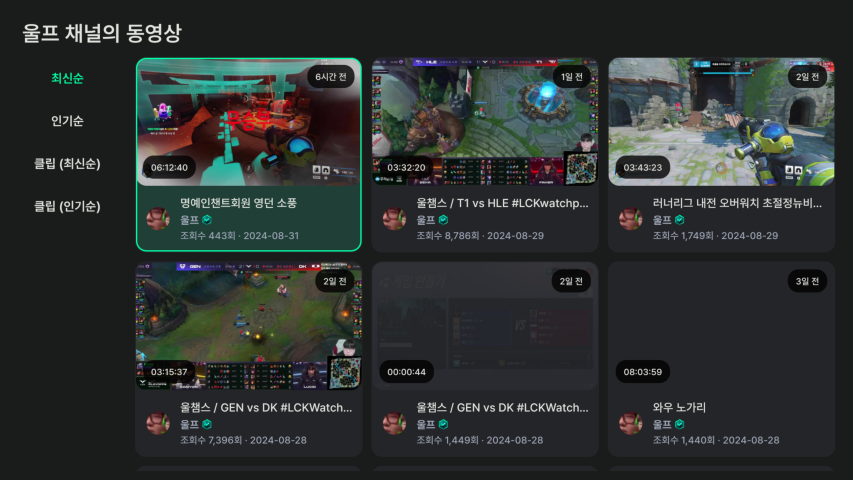 울프 채널의 동영상
최신순
인기순
클립 (최신순)
클립 (인기순)
6시간 전
06:12:40
명예인챈트회원 영던 소풍
울프
조회수 443회 · 2024-08-31
HLE
1일 전
03:32:20
울챔스 / T1 vs HLE #LCKwatchp...
울프
조회수 8,786회 · 2024-08-29
2일 전
03:43:23
러너리그 내전 오버워치 초절정뉴비...
울프
조회수 1,749회 · 2024-08-29
GEN
DK
2일 전
03:15:37
울챔스 / GEN vs DK #LCKWatch...
울프
조회수 7,396회 · 2024-08-28
VS
2일 전
00:00:44
울챔스 / GEN vs DK #LCKWatch...
울프
조회수 1,449회 · 2024-08-28
3일 전
08:03:59
와우 노가리
울프
조회수 1,440회 · 2024-08-28